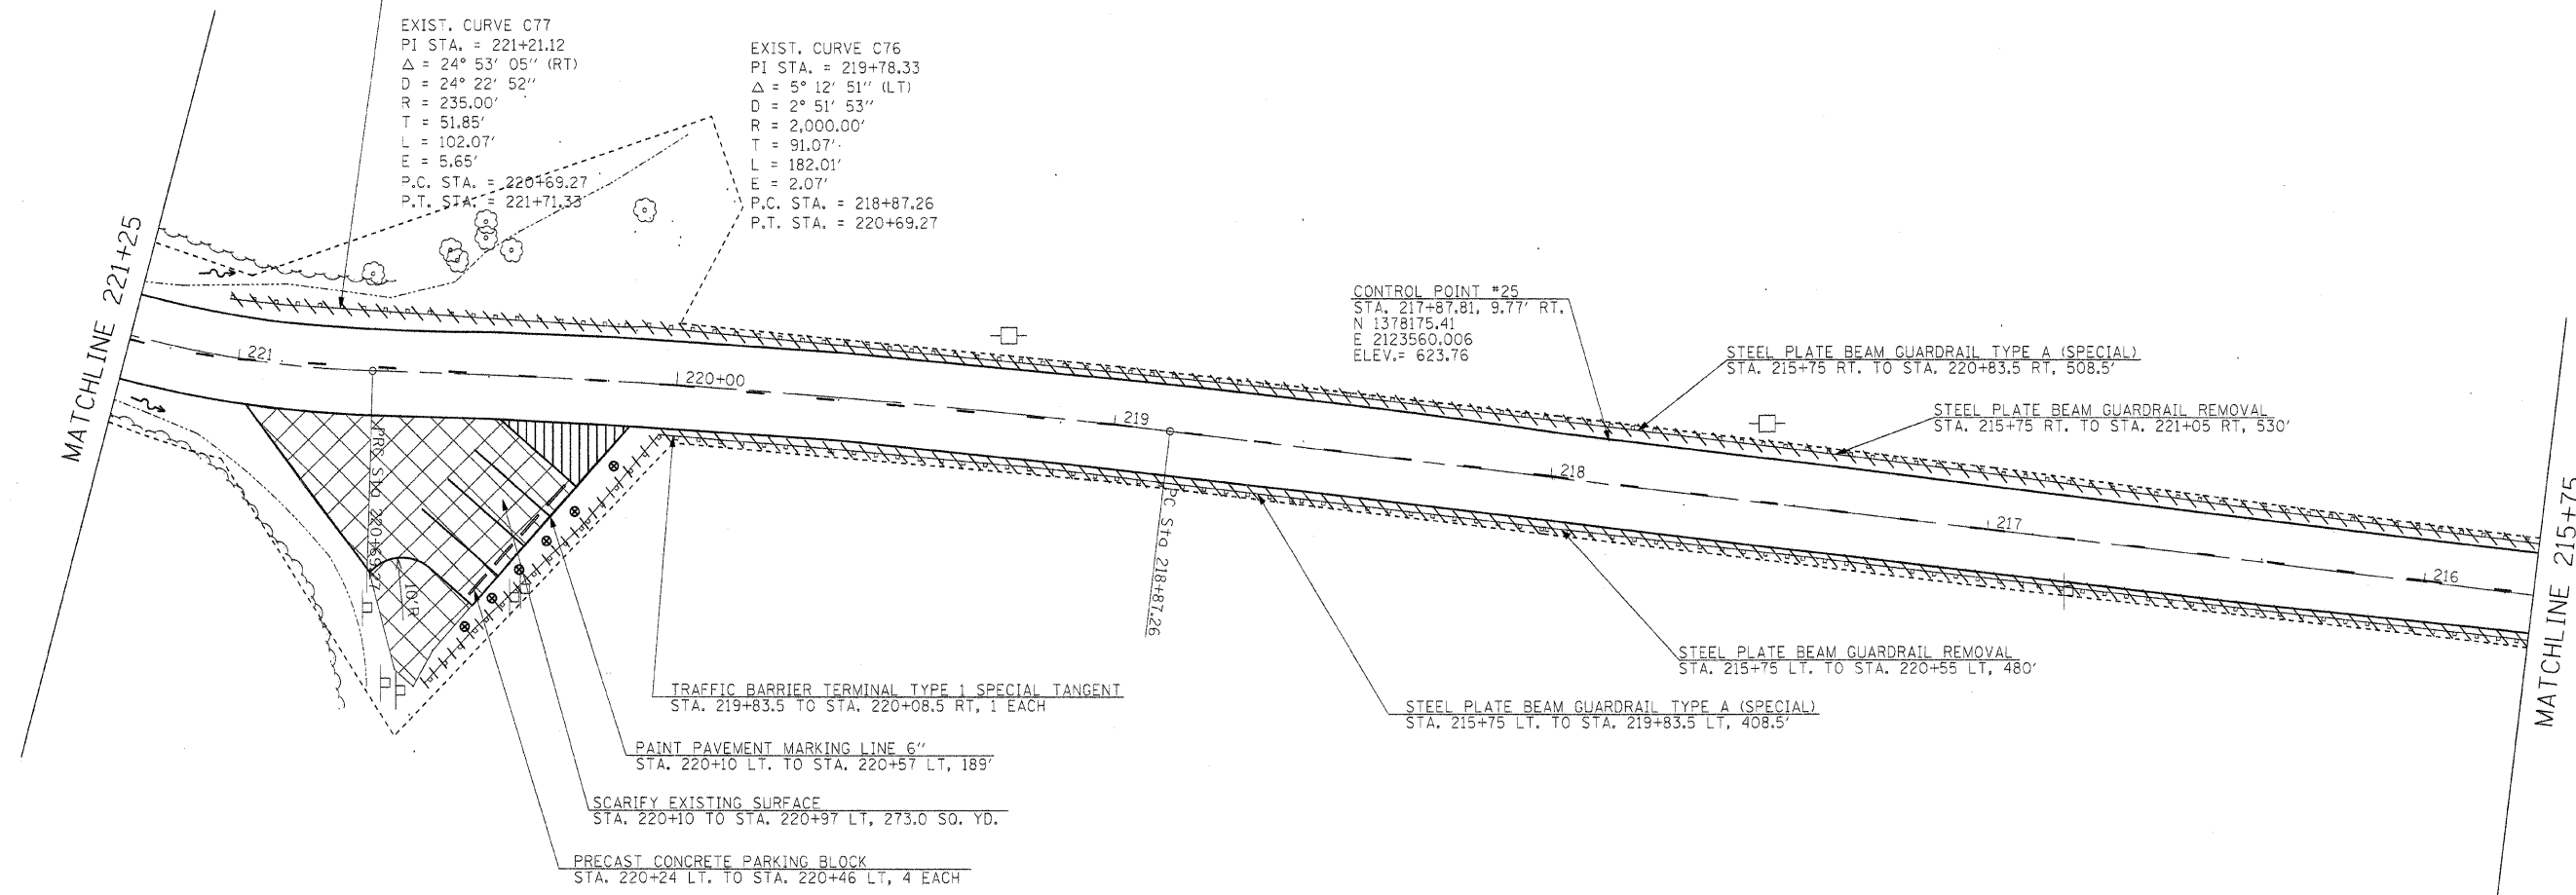 EXIST. CURVE C77
PI STA. = 221+21.12
Δ = 24° 53' 05'' (RT)
D = 24° 22' 52''
R = 235.00'
T = 51.85'
L = 102.07'
E = 5.65'
P.C. STA. = 220+69.27
P.T. STA. = 221+71.33
EXIST. CURVE C76
PI STA. = 219+78.33
Δ = 5° 12' 51'' (LT)
D = 2° 51' 53''
R = 2,000.00'
T = 91.07'
L = 182.01'
E = 2.07'
P.C. STA. = 218+87.26
P.T. STA. = 220+69.27
MATCHLINE 221+25
CONTROL POINT #25
STA. 217+87.81, 9.77' RT.
N 1378175.41
E 2123560.006
ELEV.= 623.76
STEEL PLATE BEAM GUARDRAIL TYPE A (SPECIAL)
STA. 215+75 RT. TO STA. 220+83.5 RT, 508.5'
STEEL PLATE BEAM GUARDRAIL REMOVAL
STA. 215+75 RT. TO STA. 221+05 RT, 530'
221
220+00
219
218
217
216
MATCHLINE 215+75
PRC Sta 220+69.27
PC Sta 218+87.26
10'R
STEEL PLATE BEAM GUARDRAIL REMOVAL
STA. 215+75 LT. TO STA. 220+55 LT, 480'
STEEL PLATE BEAM GUARDRAIL TYPE A (SPECIAL)
STA. 215+75 LT. TO STA. 219+83.5 LT, 408.5'
TRAFFIC BARRIER TERMINAL TYPE 1 SPECIAL TANGENT
STA. 219+83.5 TO STA. 220+08.5 RT, 1 EACH
PAINT PAVEMENT MARKING LINE 6''
STA. 220+10 LT. TO STA. 220+57 LT, 189'
SCARIFY EXISTING SURFACE
STA. 220+10 TO STA. 220+97 LT, 273.0 SQ. YD.
PRECAST CONCRETE PARKING BLOCK
STA. 220+24 LT. TO STA. 220+46 LT, 4 EACH